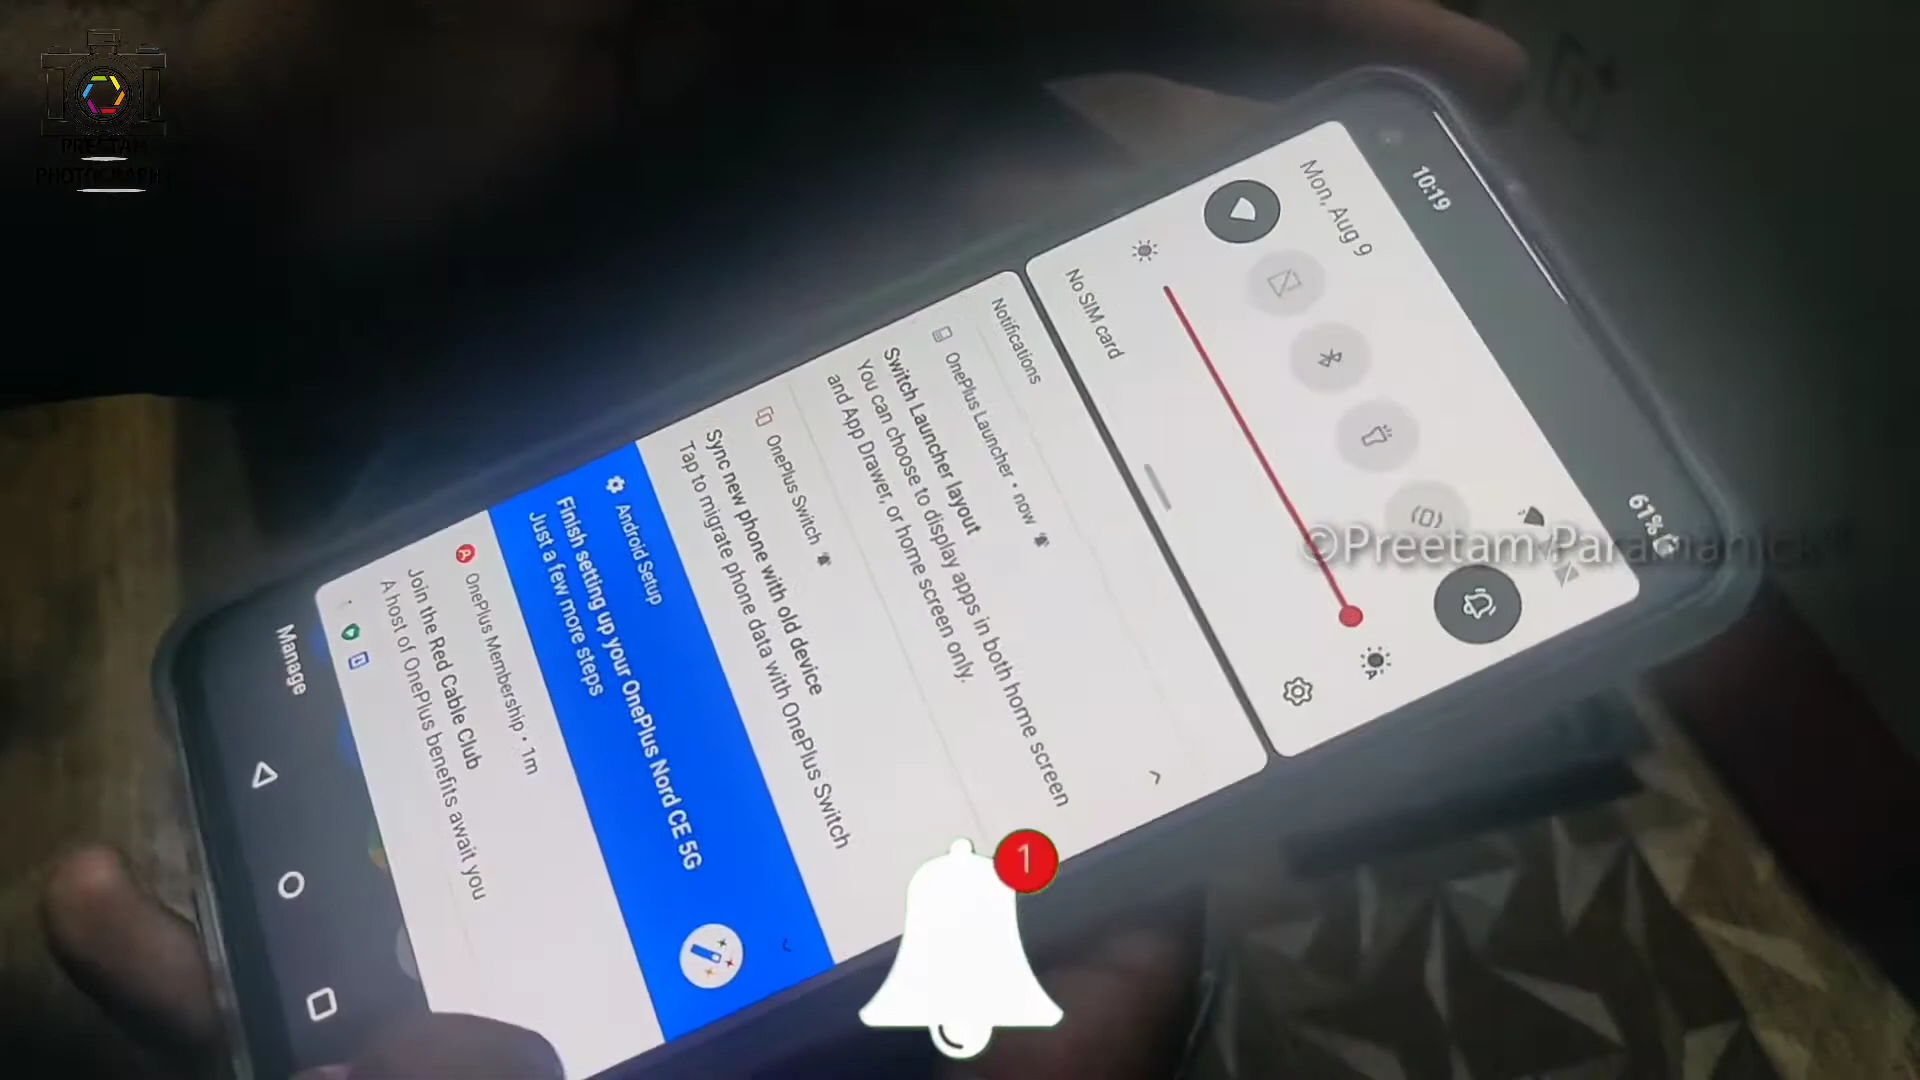 PREETAM
PHOTOGRAPHY
10:19
61%
Mon, Aug 9
No SIM card
Notifications
OnePlus Launcher • now
Switch Launcher layout
You can choose to display apps in both home screen
and App Drawer, or home screen only.
OnePlus Switch
Sync new phone with old device
Tap to migrate phone data with OnePlus Switch
Android Setup
Finish setting up your OnePlus Nord CE 5G
Just a few more steps
OnePlus Membership • 1m
Join the Red Cable Club
A host of OnePlus benefits await you
Manage
©Preetam Paramanick
1